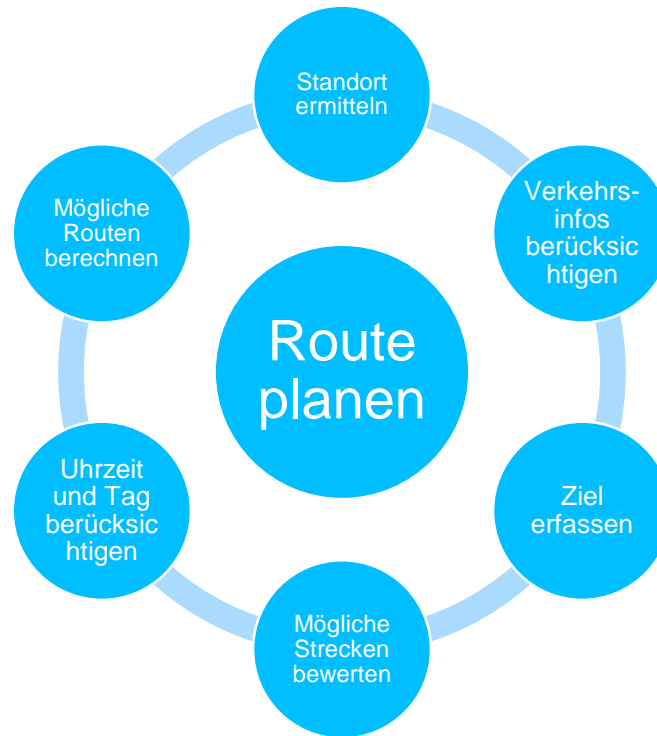 Standort
ermitteln
Verkehrs-
infos
berücksic
htigen
Ziel
erfassen
Mögliche
Strecken
bewerten
Uhrzeit
und Tag
berücksic
htigen
Mögliche
Routen
berechnen
Route
planen